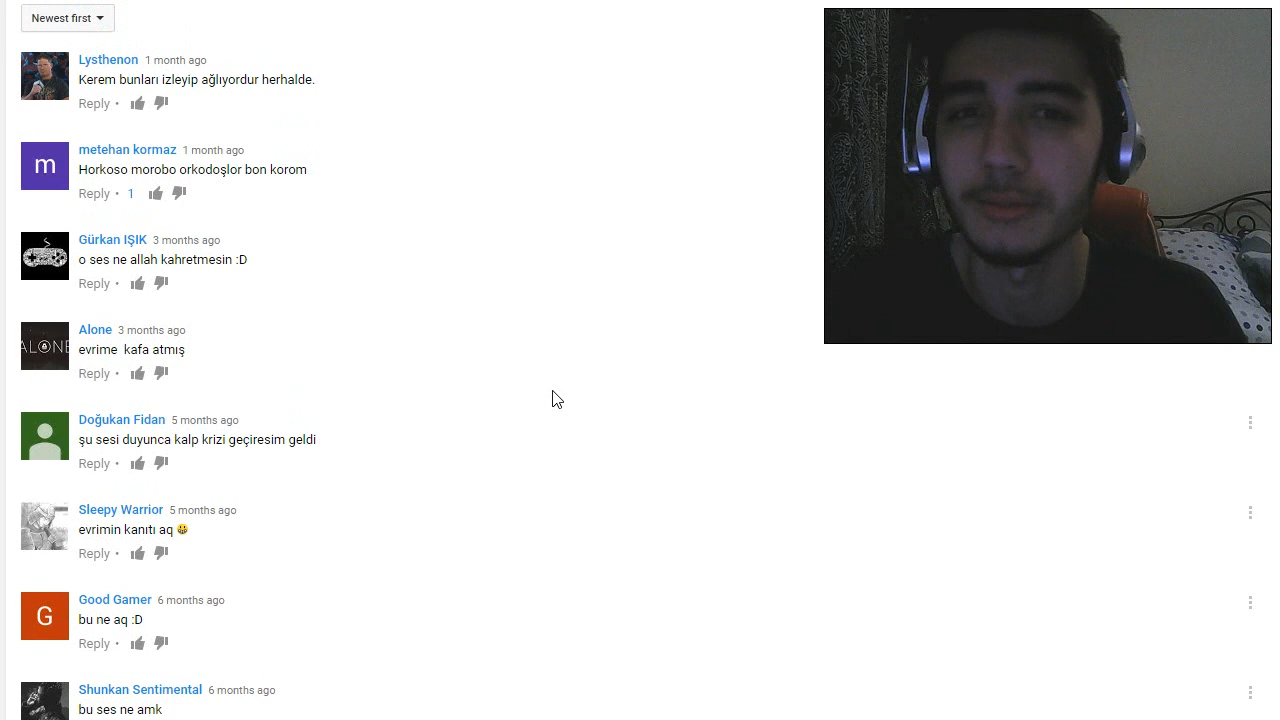 Newest first
Lysthenon 1 month ago
Kerem bunları izleyip ağlıyordur herhalde.
Reply •
m
metehan kormaz 1 month ago
Horkoso morobo orkodoşlor bon korom
Reply • 1
Gürkan IŞIK 3 months ago
o ses ne allah kahretmesin :D
Reply •
ALONE
Alone 3 months ago
evrime kafa atmış
Reply •
Doğukan Fidan 5 months ago
şu sesi duyunca kalp krizi geçiresim geldi
Reply •
Sleepy Warrior 5 months ago
evrimin kanıtı aq 😀
Reply •
G
Good Gamer 6 months ago
bu ne aq :D
Reply •
Shunkan Sentimental 6 months ago
bu ses ne amk